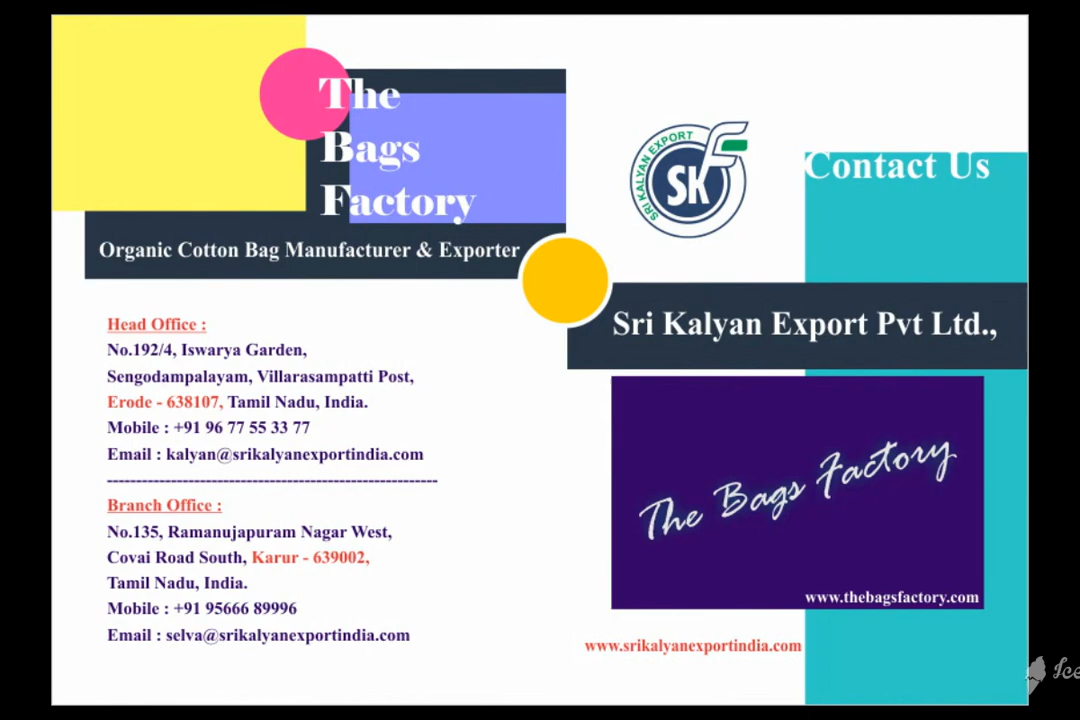 The
Bags
Factory
Organic Cotton Bag Manufacturer & Exporter
Head Office :
No.192/4, Iswarya Garden,
Sengodampalayam, Villarasampatti Post,
Erode - 638107, Tamil Nadu, India.
Mobile : +91 96 77 55 33 77
Email : kalyan@srikalyanexportindia.com
-------------------------------------------------------
Branch Office :
No.135, Ramanujapuram Nagar West,
Covai Road South, Karur - 639002,
Tamil Nadu, India.
Mobile : +91 95666 89996
Email : selva@srikalyanexportindia.com
SRI KALYAN EXPORT
SK
Contact Us
Sri Kalyan Export Pvt Ltd.,
The Bags Factory
www.thebagsfactory.com
www.srikalyanexportindia.com
Ice